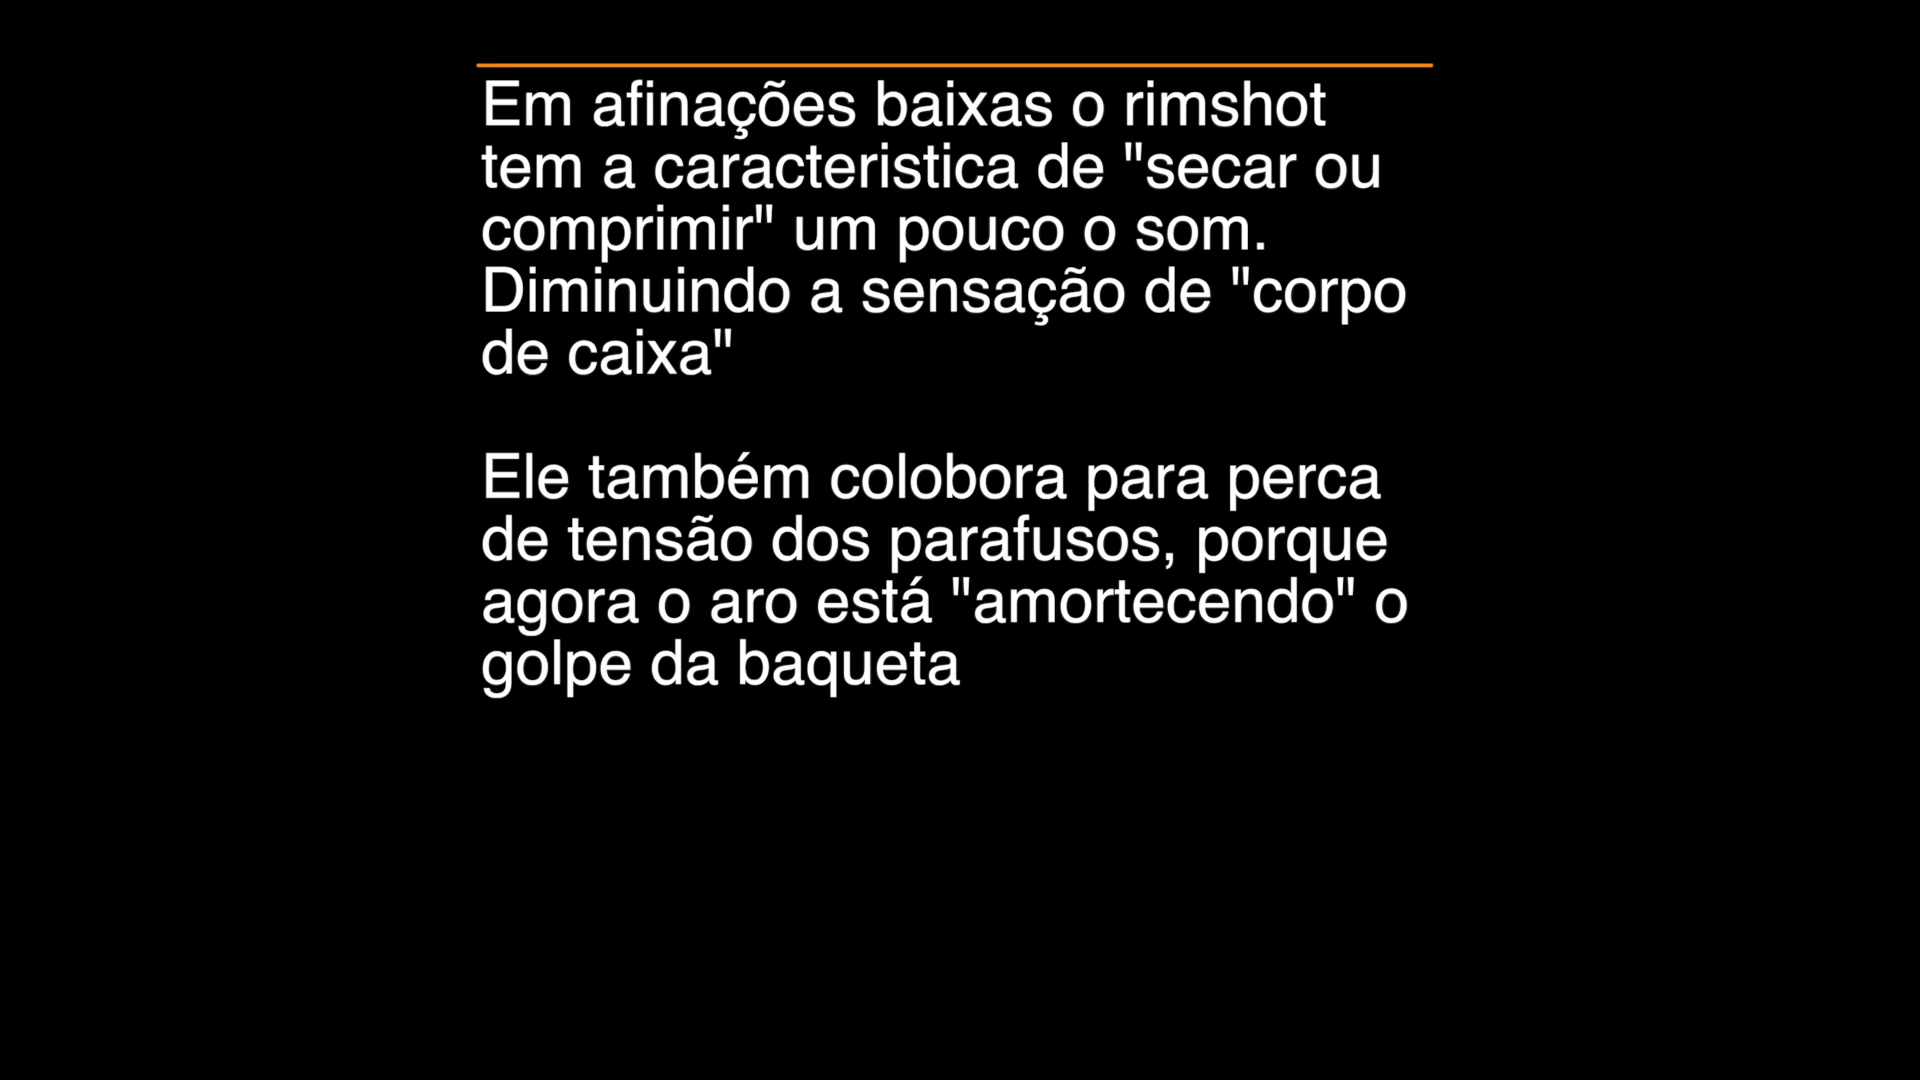 Em afinações baixas o rimshot
tem a caracteristica de "secar ou
comprimir" um pouco o som.
Diminuindo a sensação de "corpo
de caixa"
Ele também colobora para perca
de tensão dos parafusos, porque
agora o aro está "amortecendo" o
golpe da baqueta